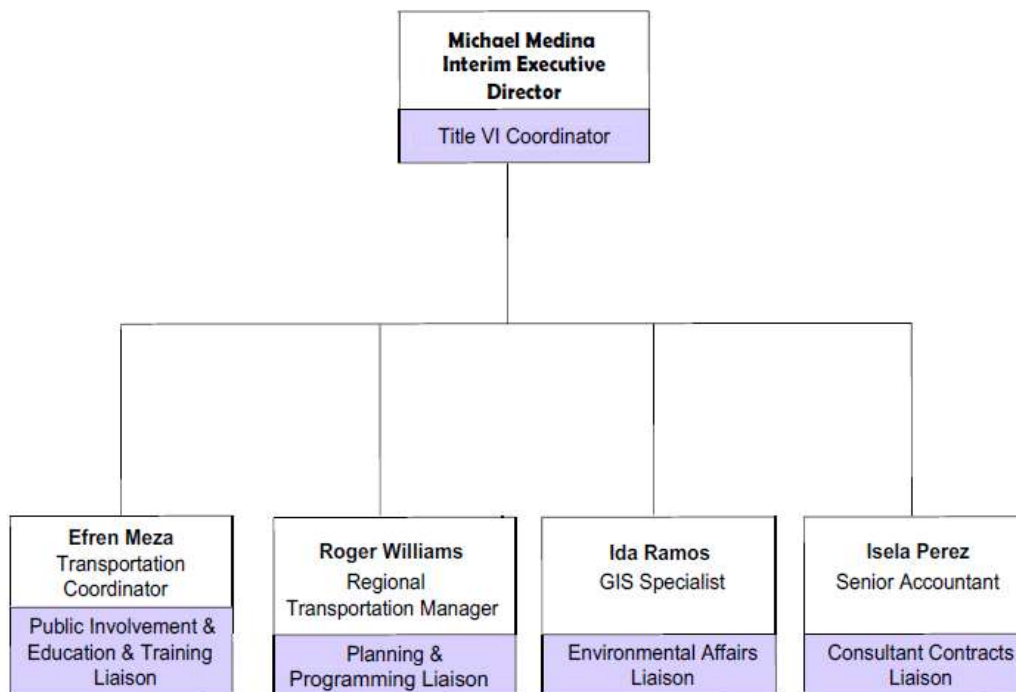 Michael Medina
Interim Executive
Director
Title VI Coordinator
Efren Meza
Transportation
Coordinator
Public Involvement &
Education & Training
Liaison
Roger Williams
Regional
Transportation Manager
Planning &
Programming Liaison
Ida Ramos
GIS Specialist
Environmental Affairs
Liaison
Isela Perez
Senior Accountant
Consultant Contracts
Liaison